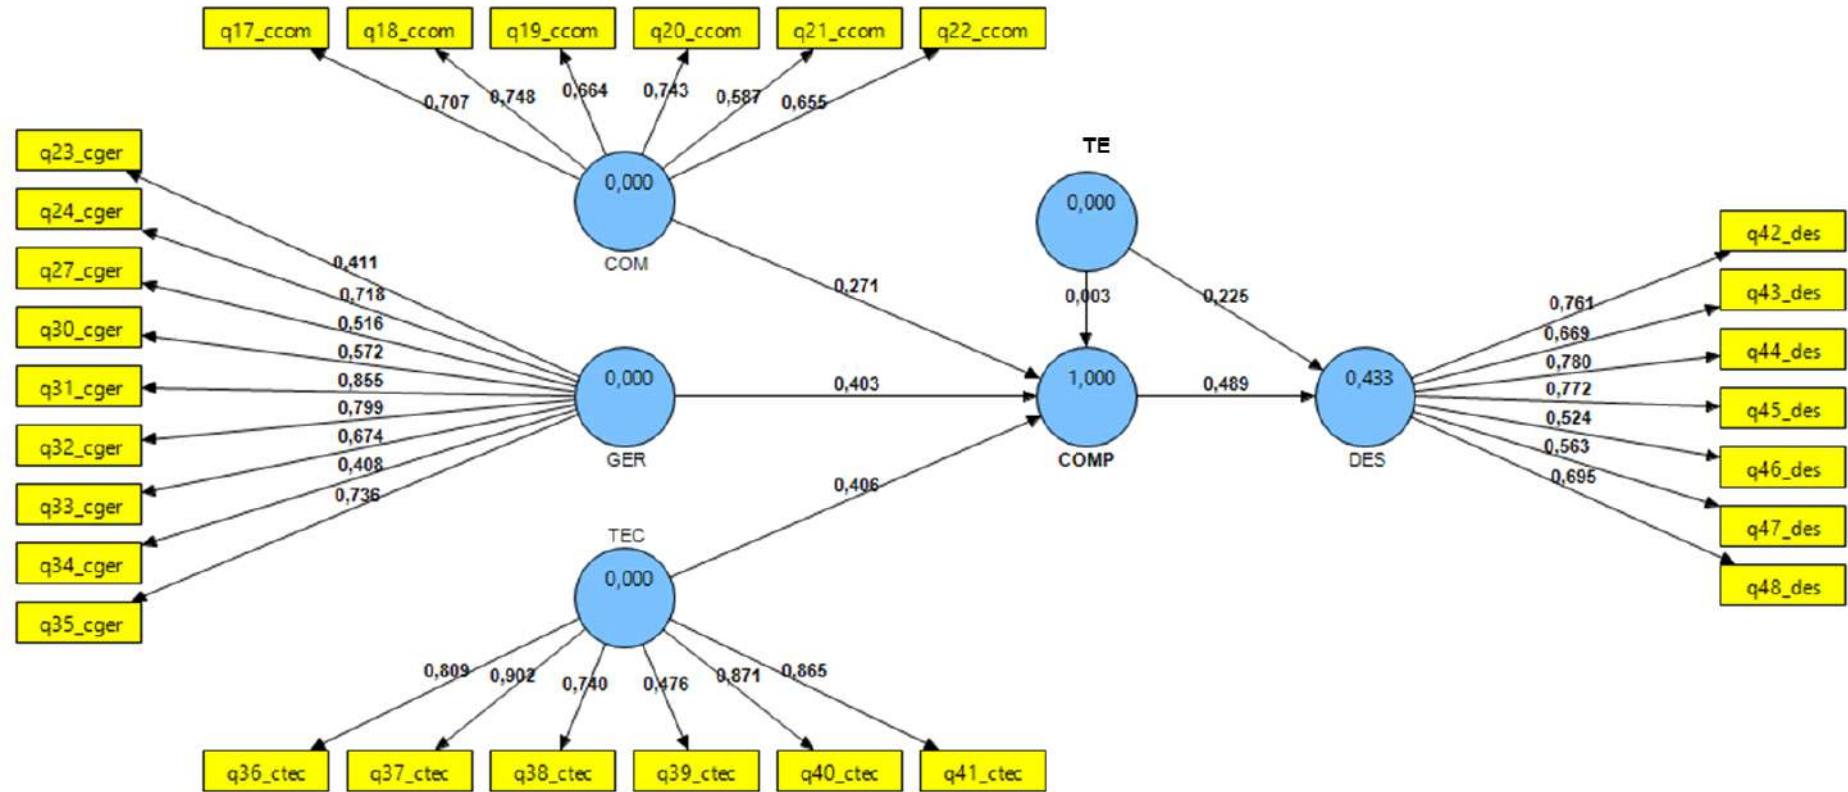 q17_ccom
q18_ccom
q19_ccom
q20_ccom
q21_ccom
q22_ccom
0,707
0,748
0,664
0,743
0,587
0,655
q23_cger
q24_cger
q27_cger
q30_cger
q31_cger
q32_cger
q33_cger
q34_cger
q35_cger
0,411
0,718
0,516
0,572
0,855
0,799
0,674
0,408
0,736
0,000
COM
0,000
GER
TEC
0,000
0,809
0,902
0,740
0,476
0,871
0,865
q36_ctec
q37_ctec
q38_ctec
q39_ctec
q40_ctec
q41_ctec
0,271
0,403
0,406
TE
0,000
0,003
0,225
1,000
COMP
0,489
0,433
DES
0,761
0,669
0,780
0,772
0,524
0,563
0,695
q42_des
q43_des
q44_des
q45_des
q46_des
q47_des
q48_des